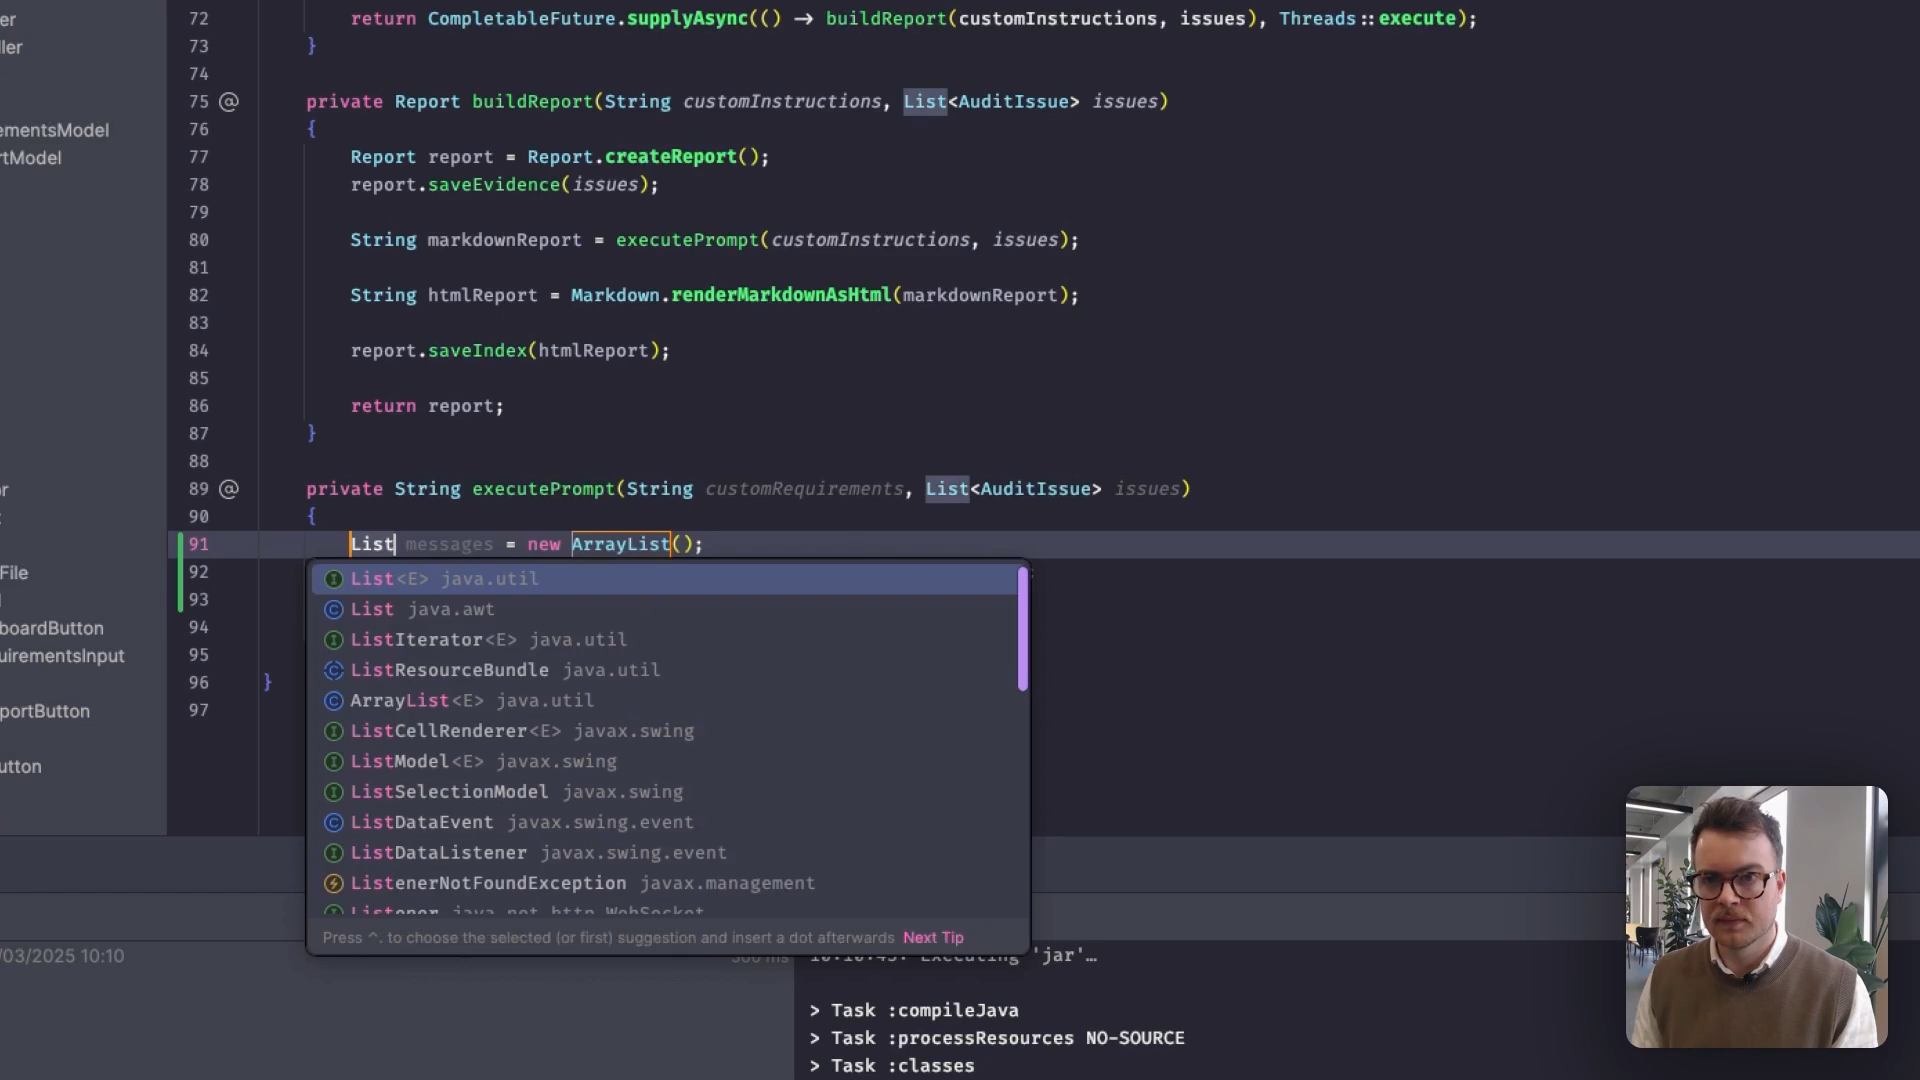 er
ller
ementsModel
rtModel
r
File
boardButton
uirementsInput
portButton
utton
72 return CompletableFuture.supplyAsync(() → buildReport(customInstructions, issues), Threads::execute);
73 }
74
75 @ private Report buildReport(String customInstructions, List<AuditIssue> issues)
76 {
77 Report report = Report.createReport();
78 report.saveEvidence(issues);
79
80 String markdownReport = executePrompt(customInstructions, issues);
81
82 String htmlReport = Markdown.renderMarkdownAsHtml(markdownReport);
83
84 report.saveIndex(htmlReport);
85
86 return report;
87 }
88
89 @ private String executePrompt(String customRequirements, List<AuditIssue> issues)
90 {
91 List messages = new ArrayList();
92
93
94
95
96 }
97
List<E> java.util
List java.awt
ListIterator<E> java.util
ListResourceBundle java.util
ArrayList<E> java.util
ListCellRenderer<E> javax.swing
ListModel<E> javax.swing
ListSelectionModel javax.swing
ListDataEvent javax.swing.event
ListDataListener javax.swing.event
ListenerNotFoundException javax.management
Listener java.net.http.WebSocket
Press ^. to choose the selected (or first) suggestion and insert a dot afterwards Next Tip
/03/2025 10:10
'jar'…
> Task :compileJava
> Task :processResources NO-SOURCE
> Task :classes